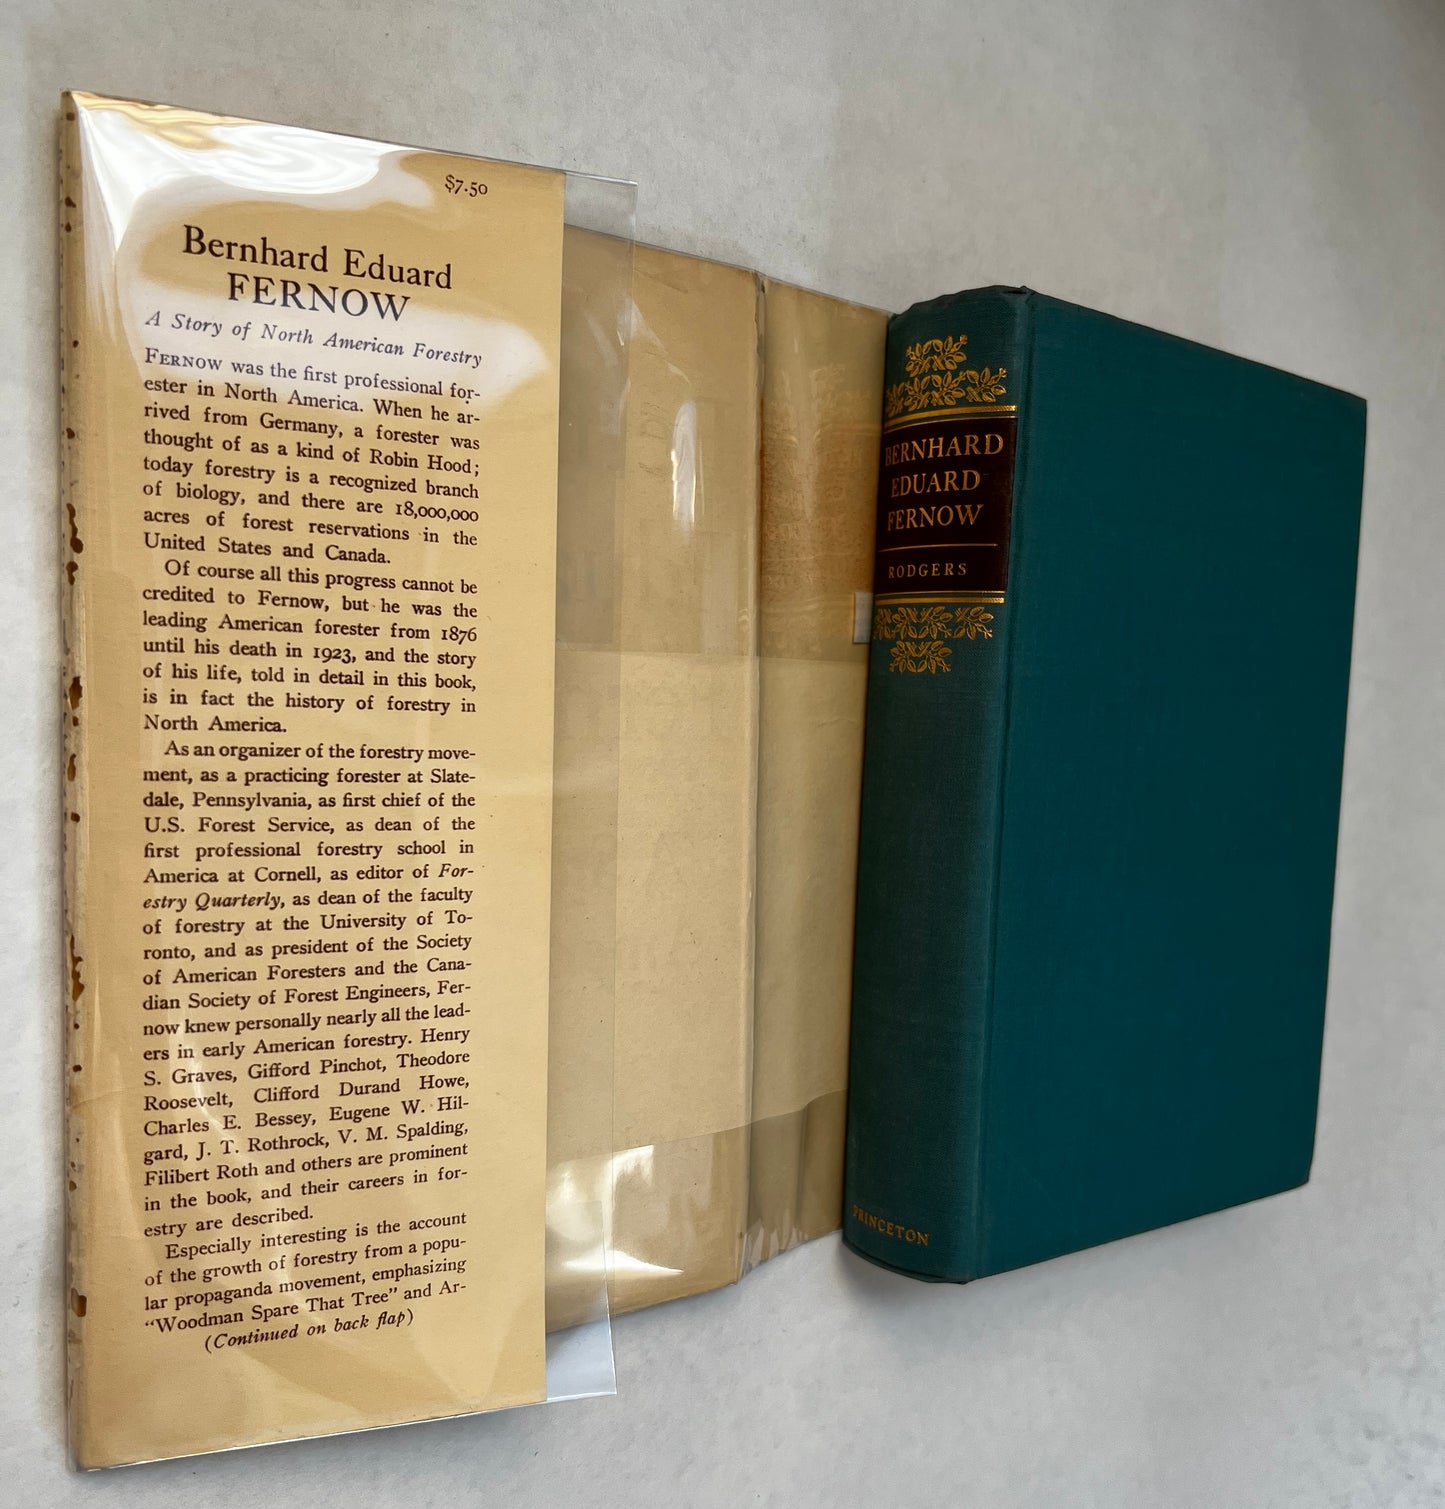 $7.50
Bernhard Eduard
FERNOW
A Story of North American Forestry
FERNOW was the first professional for-
ester in North America. When he ar-
rived from Germany, a forester was
thought of as a kind of Robin Hood;
today forestry is a recognized branch
of biology, and there are 18,000,000
acres of forest reservations in the
United States and Canada.
Of course all this progress cannot be
credited to Fernow, but he was the
leading American forester from 1876
until his death in 1923, and the story
of his life, told in detail in this book,
is in fact the history of forestry in
North America.
As an organizer of the forestry move-
ment, as a practicing forester at Slate-
dale, Pennsylvania, as first chief of the
U.S. Forest Service, as dean of the
first professional forestry school in
America at Cornell, as editor of For-
estry Quarterly, as dean of the faculty
of forestry at the University of To-
ronto, and as president of the Society
of American Foresters and the Cana-
dian Society of Forest Engineers, Fer-
now knew personally nearly all the lead-
ers in early American forestry. Henry
S. Graves, Gifford Pinchot, Theodore
Roosevelt, Clifford Durand Howe,
Charles E. Bessey, Eugene W. Hil-
gard, J. T. Rothrock, V. M. Spalding,
Filibert Roth and others are prominent
in the book, and their careers in for-
estry are described.
Especially interesting is the account
of the growth of forestry from a popu-
lar propaganda movement, emphasizing
"Woodman Spare That Tree" and Ar-
(Continued on back flap)
BERNHARD
EDUARD
FERNOW
RODGERS
PRINCETON